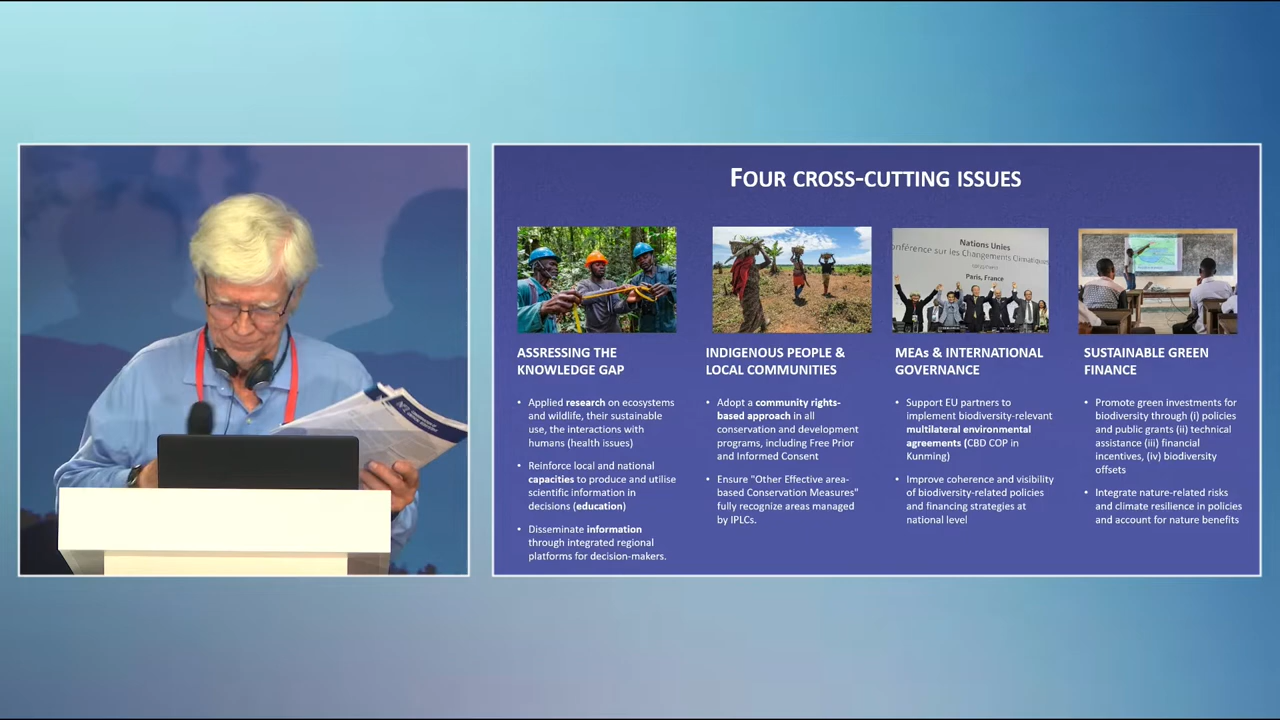 FOUR CROSS-CUTTING ISSUES
Nations Unies
onférence sur les Changements Climatique
Paris, France
ASSRESSING THE
KNOWLEDGE GAP
• Applied research on ecosystems
and wildlife, their sustainable
use, the interactions with
humans (health issues)
• Reinforce local and national
capacities to produce and utilise
scientific information in
decisions (education)
• Disseminate information
through integrated regional
platforms for decision-makers.
INDIGENOUS PEOPLE &
LOCAL COMMUNITIES
• Adopt a community rights-
based approach in all
conservation and development
programs, including Free Prior
and Informed Consent
• Ensure "Other Effective area-
based Conservation Measures"
fully recognize areas managed
by IPLCs.
MEAs & INTERNATIONAL
GOVERNANCE
• Support EU partners to
implement biodiversity-relevant
multilateral environmental
agreements (CBD COP in
Kunming)
• Improve coherence and visibility
of biodiversity-related policies
and financing strategies at
national level
SUSTAINABLE GREEN
FINANCE
• Promote green investments for
biodiversity through (i) policies
and public grants (ii) technical
assistance (iii) financial
incentives, (iv) biodiversity
offsets
• Integrate nature-related risks
and climate resilience in policies
and account for nature benefits